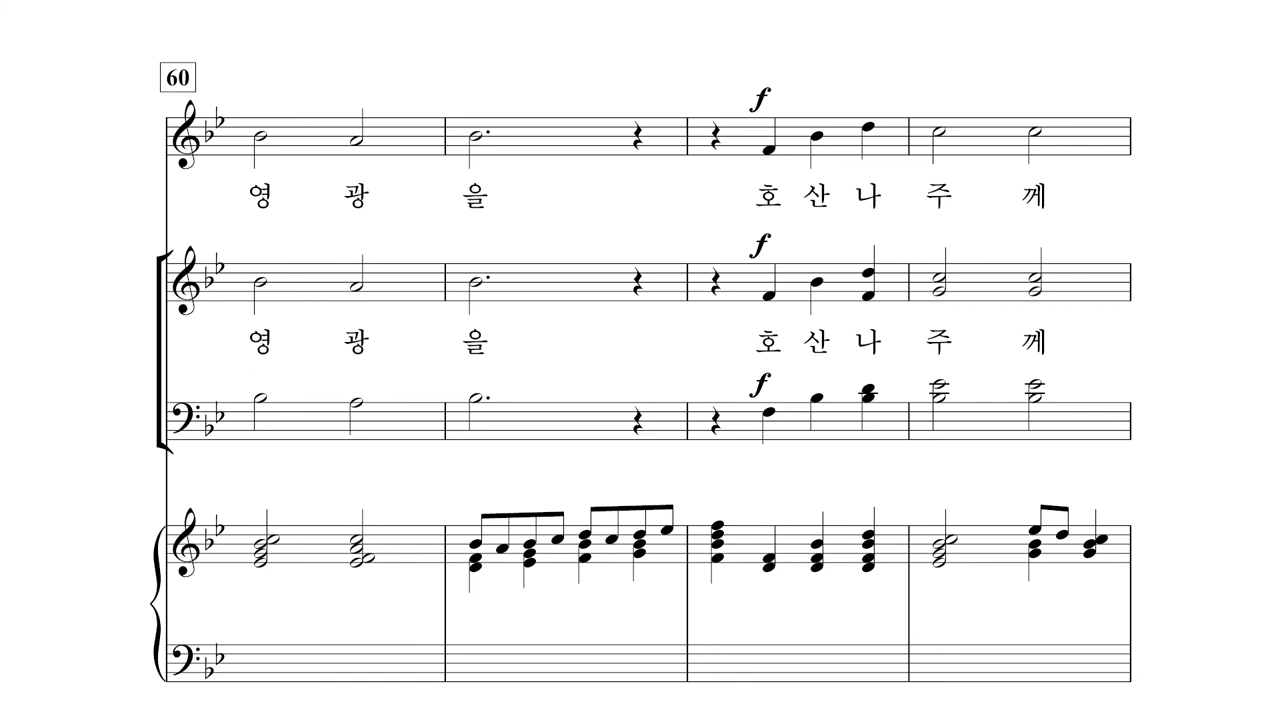 60
f
영 광 을 호 산 나 주 께
f
영 광 을 호 산 나 주 께
f